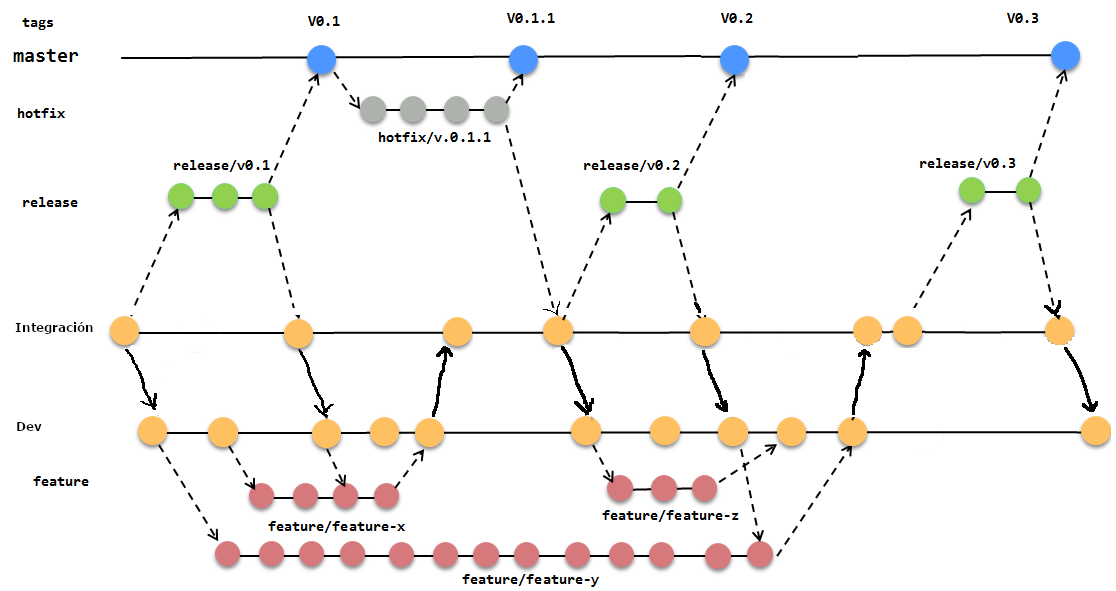 tags V0.1 V0.1.1 V0.2 V0.3
master
hotfix
hotfix/v.0.1.1
release/v0.1 release/v0.2 release/v0.3
release
Integración
Dev
feature
feature/feature-z
feature/feature-x
feature/feature-y